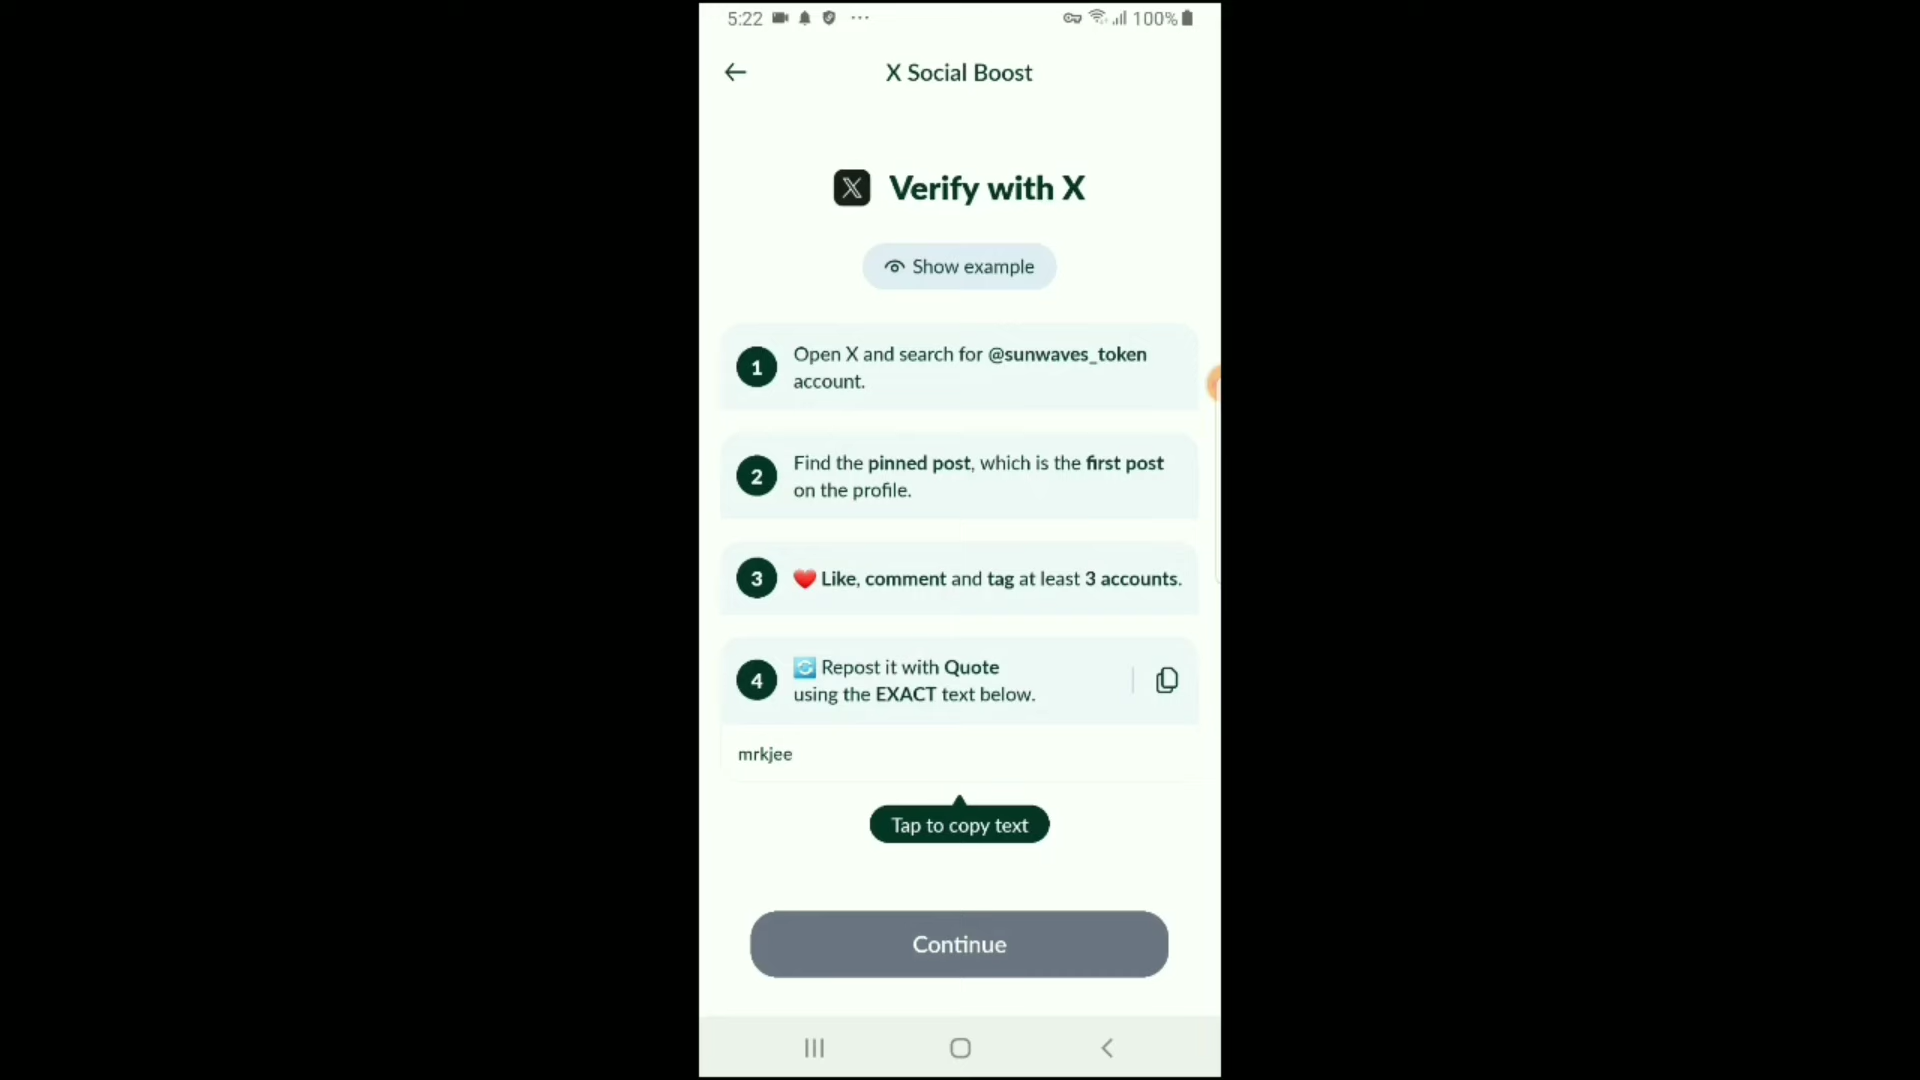 5:22 100%
X Social Boost
Verify with X
Show example
1
Open X and search for @sunwaves_token
account.
2
Find the pinned post, which is the first post
on the profile.
3
Like, comment and tag at least 3 accounts.
4
Repost it with Quote
using the EXACT text below.
mrkjee
Tap to copy text
Continue